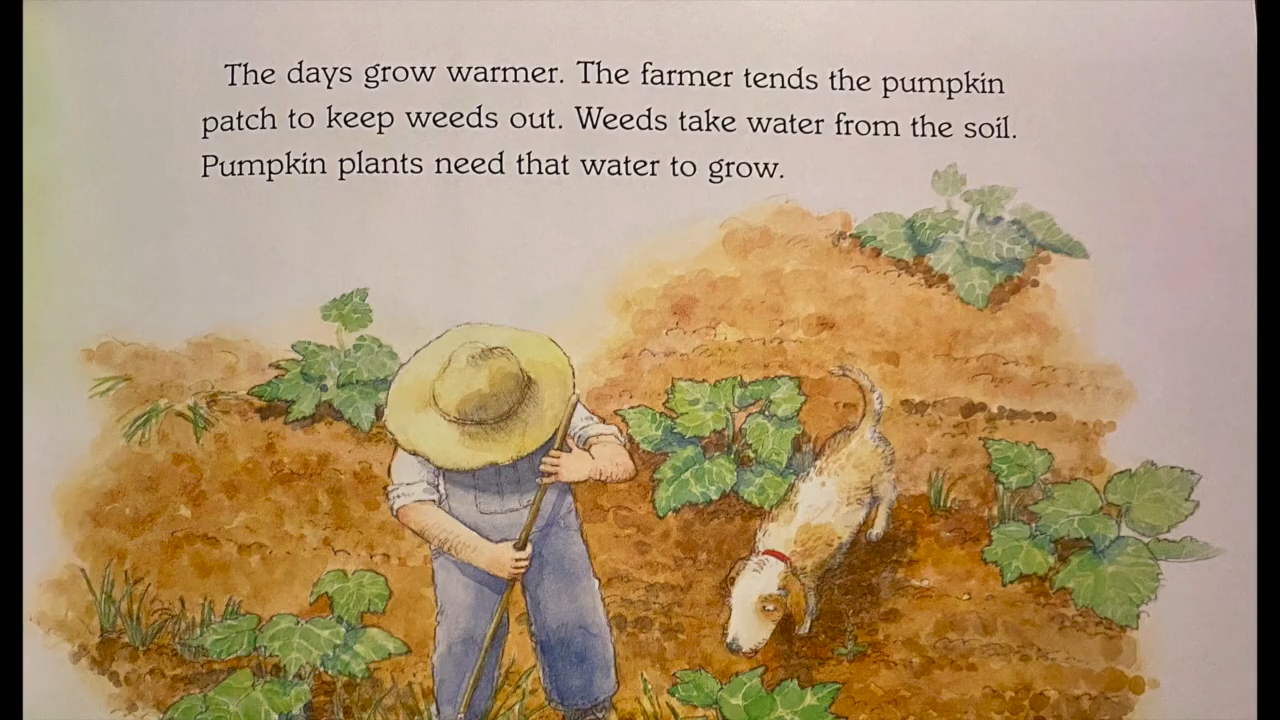 The days grow warmer. The farmer tends the pumpkin
patch to keep weeds out. Weeds take water from the soil.
Pumpkin plants need that water to grow.